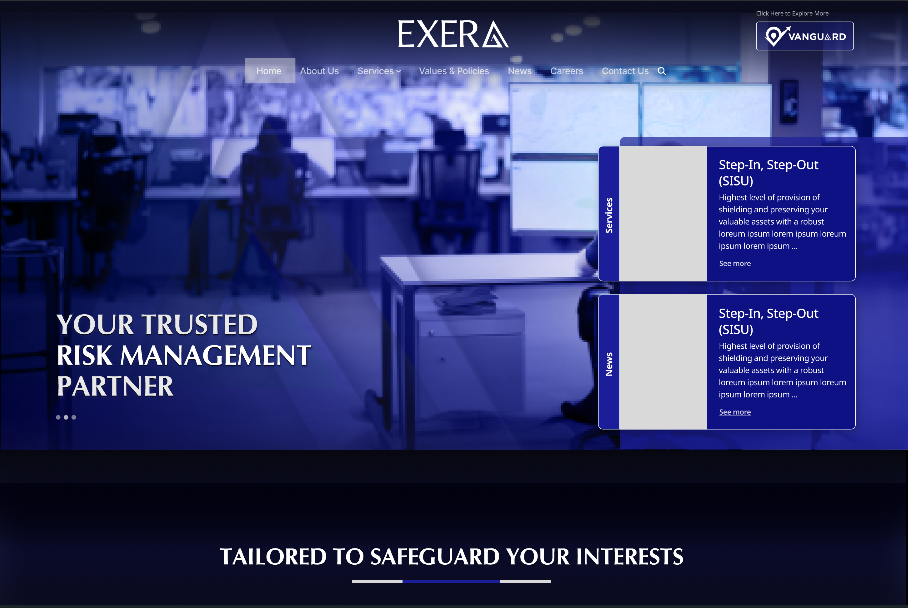 Click Here to Explore More
EXERA
VANGUARD
Home About Us Services Values & Policies News Careers Contact Us
Services
Step-In, Step-Out
(SISU)
Highest level of provision of
shielding and preserving your
valuable assets with a robust
loreum ipsum lorem ipsum loreum
ipsum lorem ipsum ...
See more
News
Step-In, Step-Out
(SISU)
Highest level of provision of
shielding and preserving your
valuable assets with a robust
loreum ipsum lorem ipsum loreum
ipsum lorem ipsum ...
See more
YOUR TRUSTED
RISK MANAGEMENT
PARTNER
TAILORED TO SAFEGUARD YOUR INTERESTS